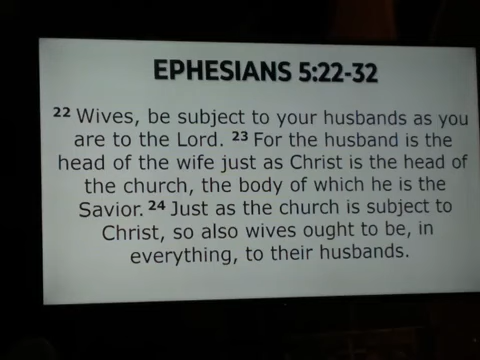 EPHESIANS 5:22-32
22 Wives, be subject to your husbands as you
are to the Lord. 23 For the husband is the
head of the wife just as Christ is the head of
the church, the body of which he is the
Savior. 24 Just as the church is subject to
Christ, so also wives ought to be, in
everything, to their husbands.